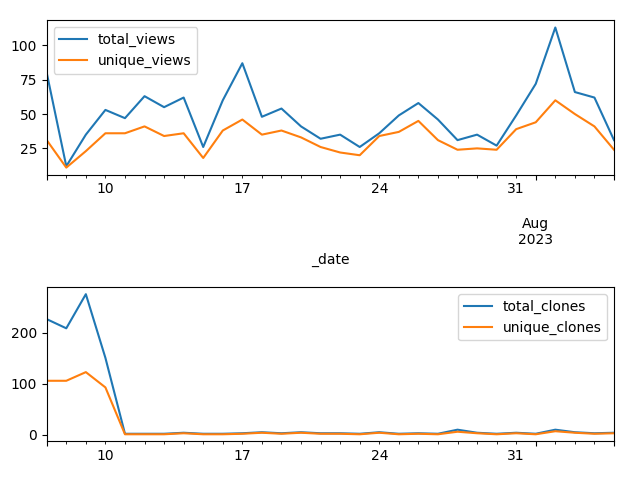 total_views
unique_views
100
75
50
25
10 17 24 31
Aug
2023
_date
total_clones
unique_clones
200
100
0
10 17 24 31